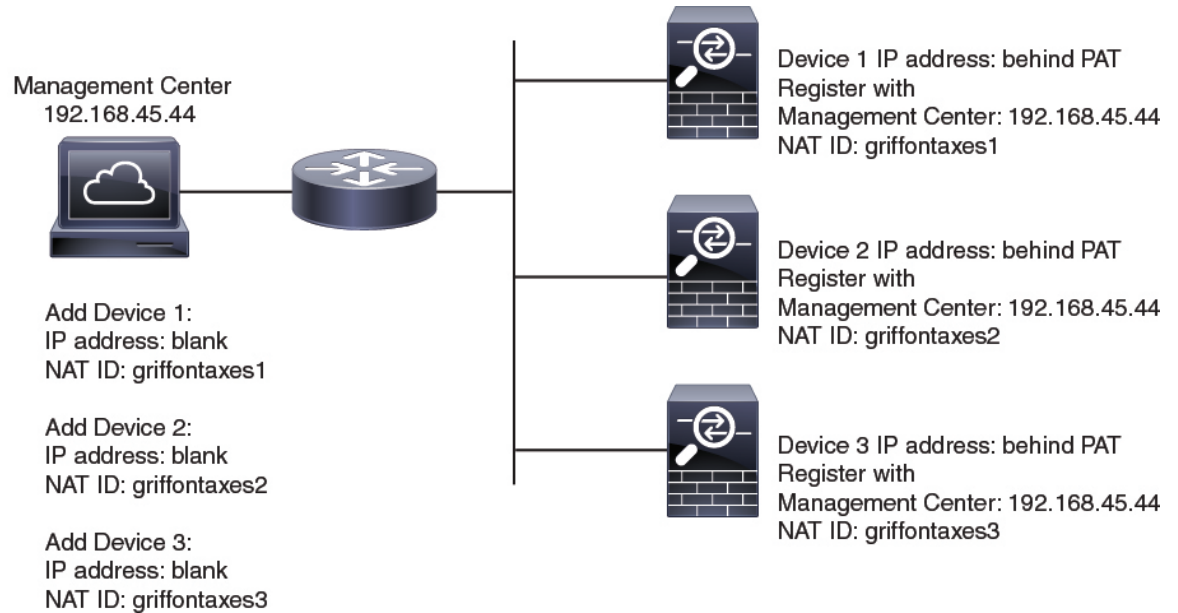 Management Center
192.168.45.44
Add Device 1:
IP address: blank
NAT ID: griffontaxes1
Add Device 2:
IP address: blank
NAT ID: griffontaxes2
Add Device 3:
IP address: blank
NAT ID: griffontaxes3
Device 1 IP address: behind PAT
Register with
Management Center: 192.168.45.44
NAT ID: griffontaxes1
Device 2 IP address: behind PAT
Register with
Management Center: 192.168.45.44
NAT ID: griffontaxes2
Device 3 IP address: behind PAT
Register with
Management Center: 192.168.45.44
NAT ID: griffontaxes3